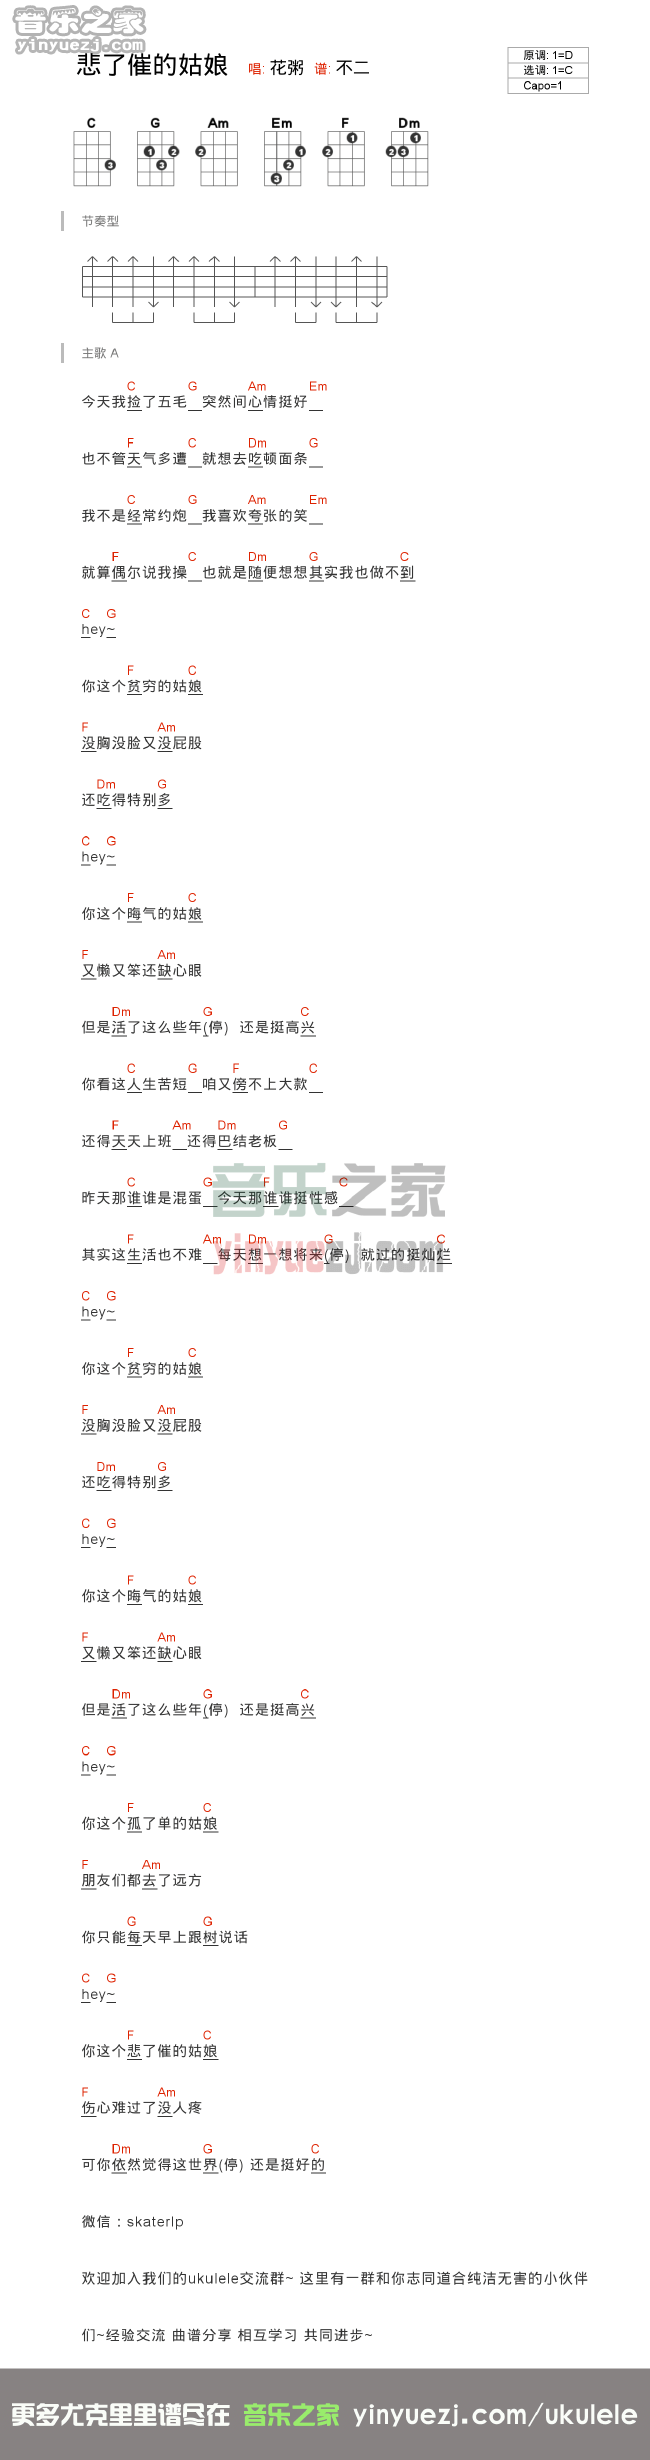 音乐之家
yinyuezj.com
悲了催的姑娘 唱: 花粥 谱: 不二
原调: 1=D
选调: 1=C
Capo=1
C G Am Em F Dm
3 1 2 3 2 1 2 3 1 2 2 3 1
节奏型
主歌 A
C G Am Em
今天我捡了五毛__突然间心情挺好__
F C Dm G
也不管天气多遭__就想去吃顿面条__
C G Am Em
我不是经常约炮__我喜欢夸张的笑__
F C Dm G C
就算偶尔说我操__也就是随便想想其实我也做不到
C G
hey~
F C
你这个贫穷的姑娘
F Am
没胸没脸又没屁股
Dm G
还吃得特别多
C G
hey~
F C
你这个晦气的姑娘
F Am
又懒又笨还缺心眼
Dm G C
但是活了这么些年(停) 还是挺高兴
C G F C
你看这人生苦短__咱又傍不上大款__
F Am Dm G
还得天天上班__还得巴结老板__
C G F C
昨天那谁谁是混蛋__今天那谁谁挺性感__
F Am Dm G C
其实这生活也不难__每天想一想将来(停) 就过的挺灿烂
C G
hey~
F C
你这个贫穷的姑娘
F Am
没胸没脸又没屁股
Dm G
还吃得特别多
C G
hey~
F C
你这个晦气的姑娘
F Am
又懒又笨还缺心眼
Dm G C
但是活了这么些年(停) 还是挺高兴
C G
hey~
F C
你这个孤了单的姑娘
F Am
朋友们都去了远方
G G
你只能每天早上跟树说话
C G
hey~
F C
你这个悲了催的姑娘
F Am
伤心难过了没人疼
Dm G C
可你依然觉得这世界(停) 还是挺好的
微信：skaterlp
欢迎加入我们的ukulele交流群~ 这里有一群和你志同道合纯洁无害的小伙伴
们~经验交流 曲谱分享 相互学习 共同进步~
音乐之家
yinyuezj.com
更多尤克里里谱尽在 音乐之家 yinyuezj.com/ukulele